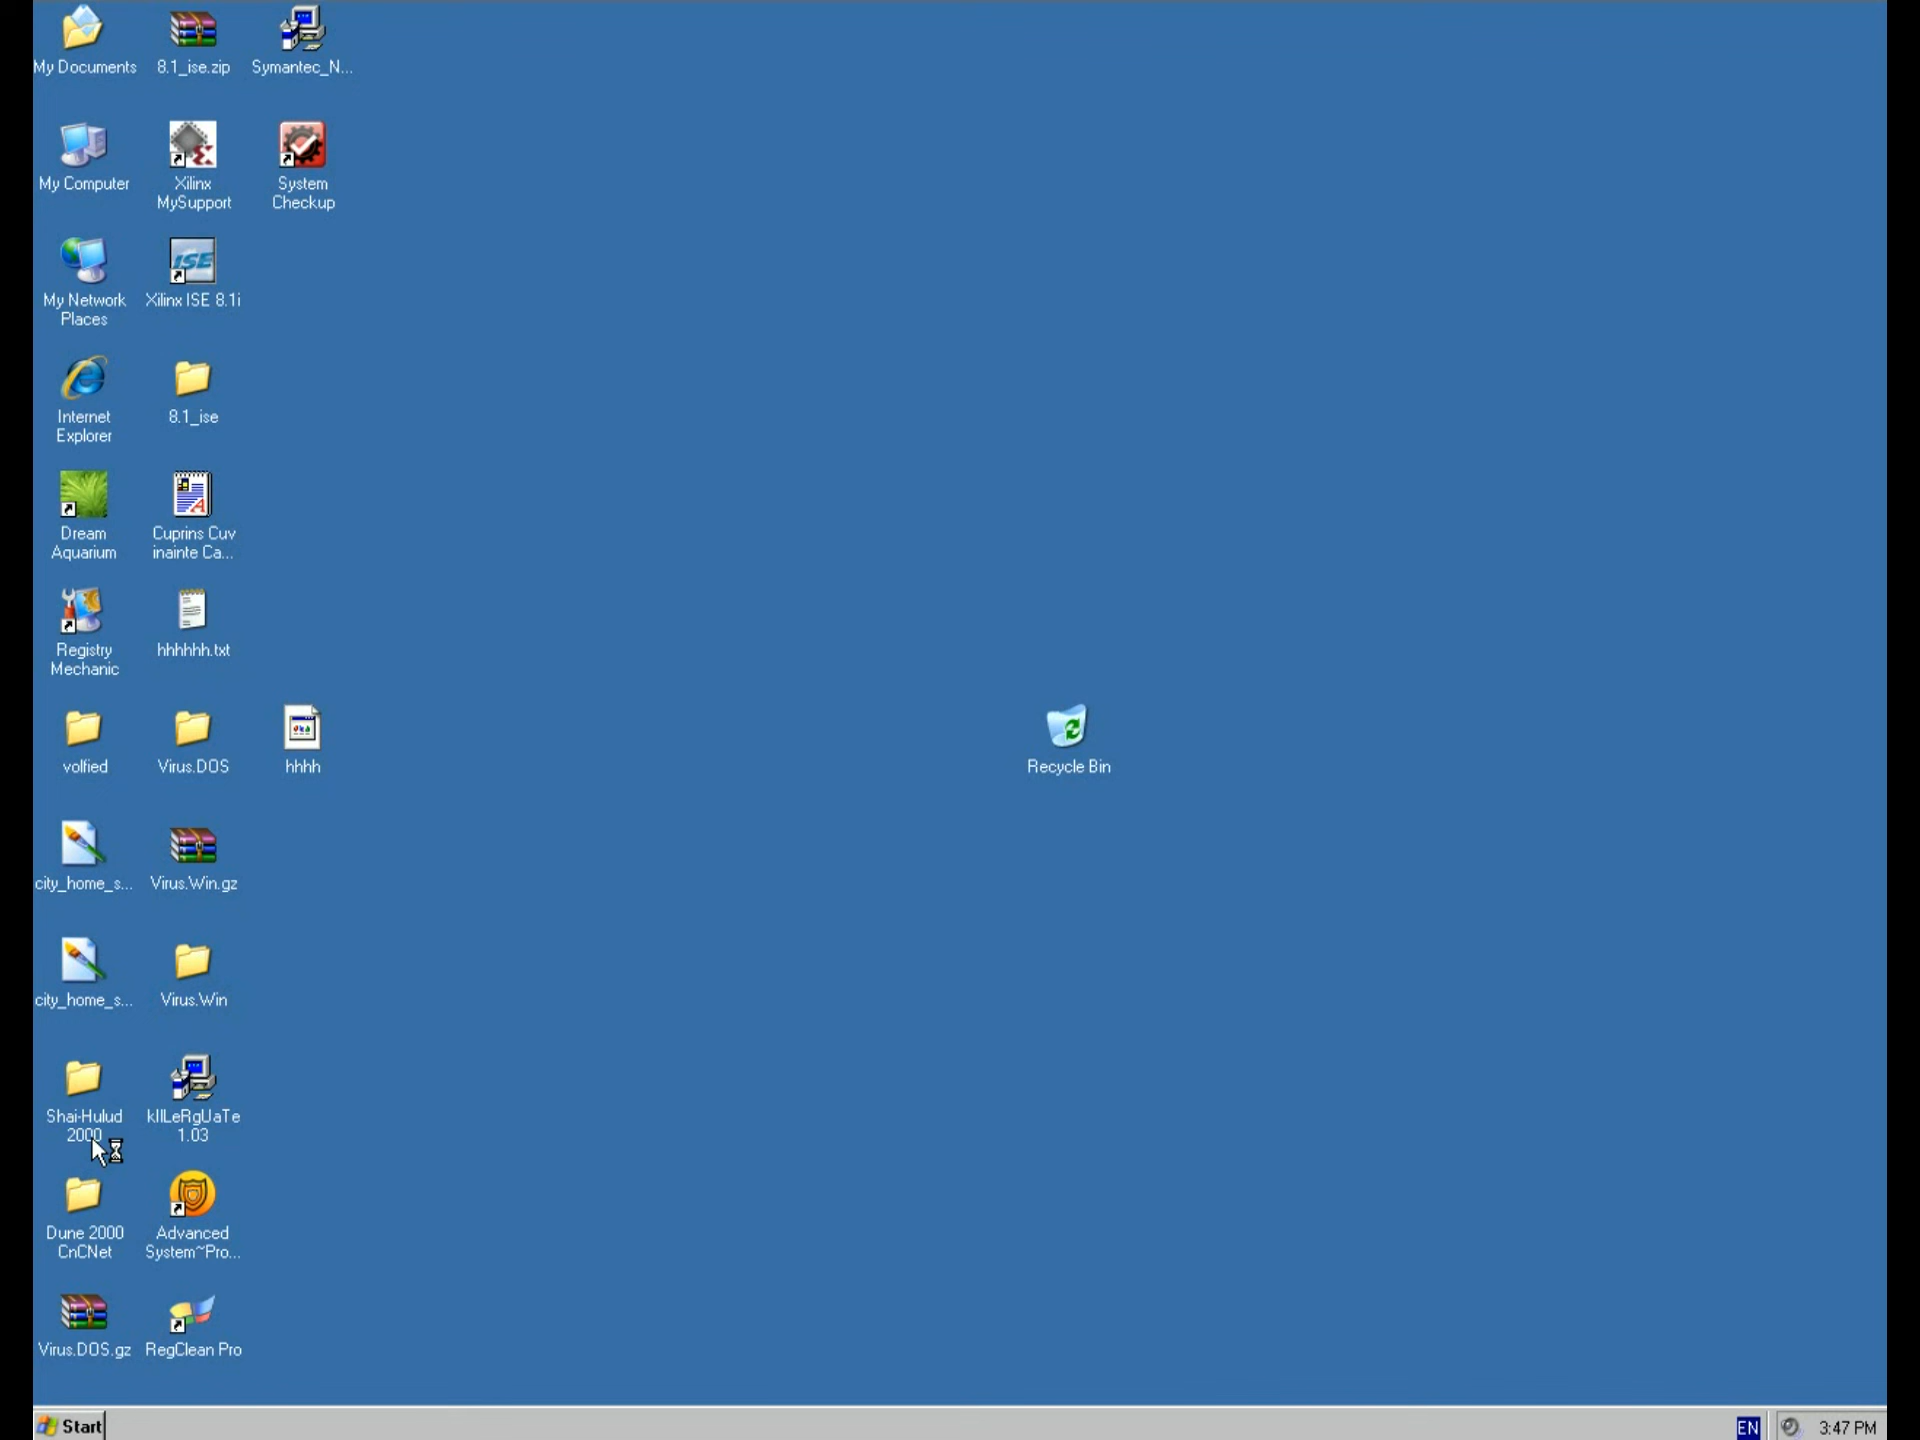 My Documents
8.1_ise.zip
Symantec_N...
My Computer
Xilinx
MySupport
System
Checkup
My Network
Places
ISE
Xilinx ISE 8.1i
Internet
Explorer
8.1_ise
Dream
Aquarium
Cuprins Cuv
inainte Ca...
Registry
Mechanic
hhhhhh.txt
volfied
Virus.DOS
hhhh
Recycle Bin
city_home_s...
Virus.Win.gz
city_home_s...
Virus.Win
Shai-Hulud
2000
kIlLeRgUaTe
1.03
Dune 2000
CnCNet
Advanced
System~Pro...
Virus.DOS.gz
RegClean Pro
Start
EN
3:47 PM